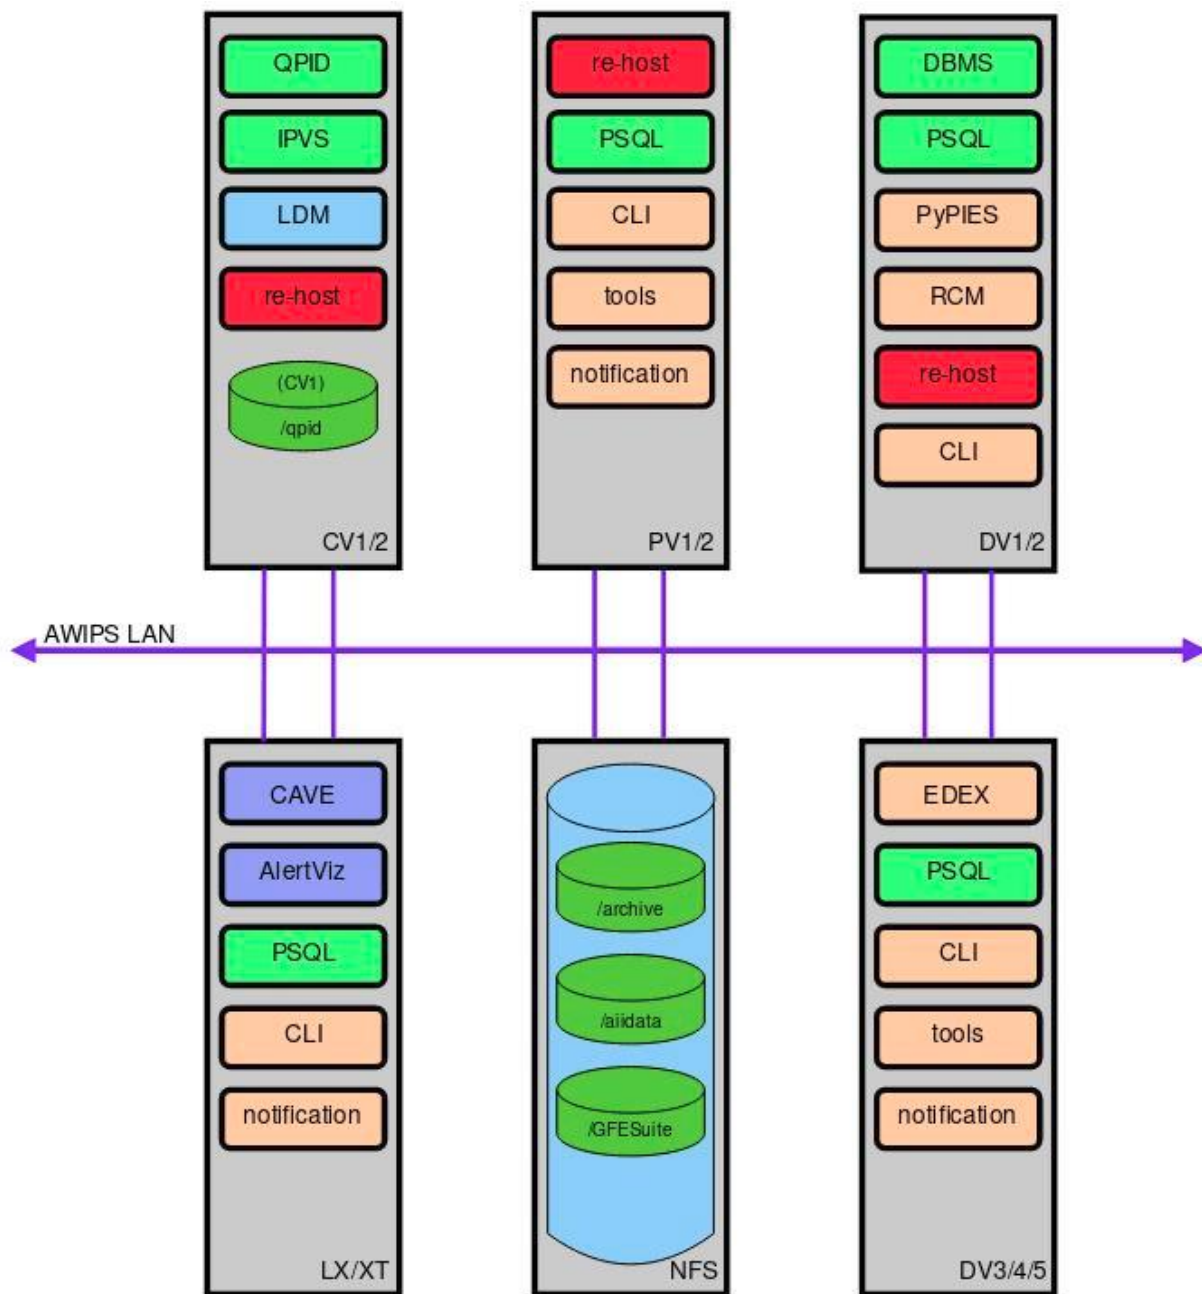 QPID
IPVS
LDM
re-host
(CV1)
/qpid
CV1/2
re-host
PSQL
CLI
tools
notification
PV1/2
DBMS
PSQL
PyPIES
RCM
re-host
CLI
DV1/2
AWIPS LAN
CAVE
AlertViz
PSQL
CLI
notification
LX/XT
/archive
/aiidata
/GFESuite
NFS
EDEX
PSQL
CLI
tools
notification
DV3/4/5